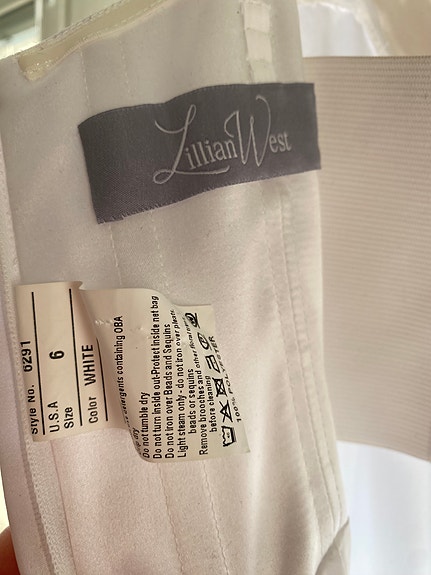 Lillian West
Style No. 6291
U.S.A
Size 6
Color WHITE
detergents containing OBA
Do not tumble dry
Do not turn inside out-Protect inside net bag
Do not iron over Beads and Sequins
Light steam only - do not iron over pleats,
beads or sequins
Remove brooches and other floral
before cleaning
100% POLYESTER